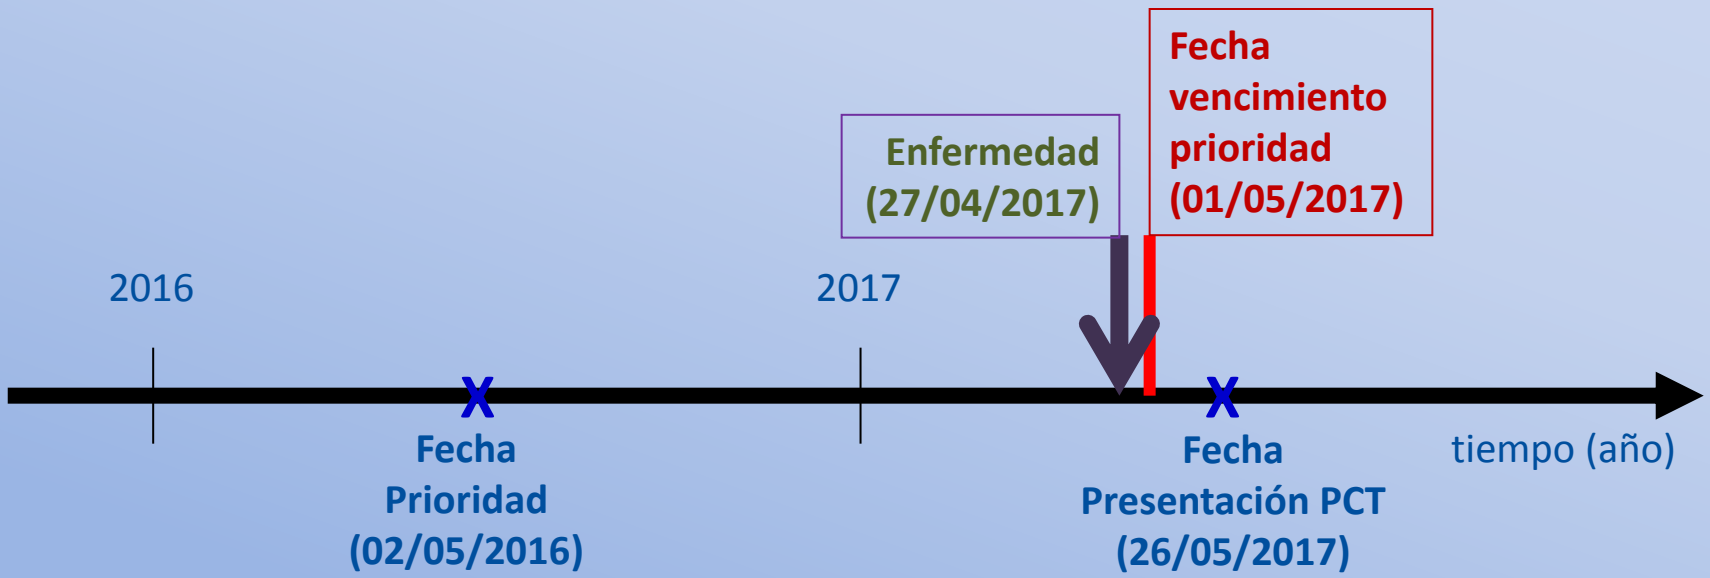 Fecha
vencimiento
prioridad
(01/05/2017)
Enfermedad
(27/04/2017)
2016
2017
X
X
Fecha
Prioridad
(02/05/2016)
Fecha
Presentación PCT
(26/05/2017)
tiempo (año)